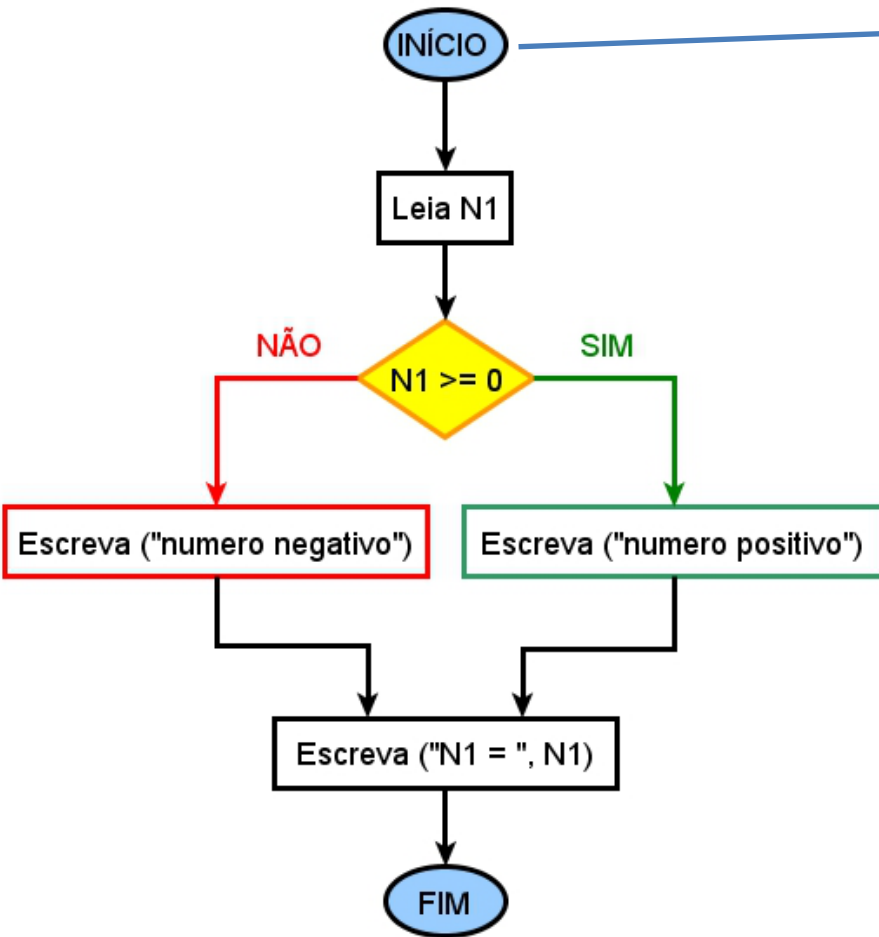 INÍCIO
Leia N1
NÃO
SIM
N1 >= 0
Escreva ("numero negativo")
Escreva ("numero positivo")
Escreva ("N1 = ", N1)
FIM